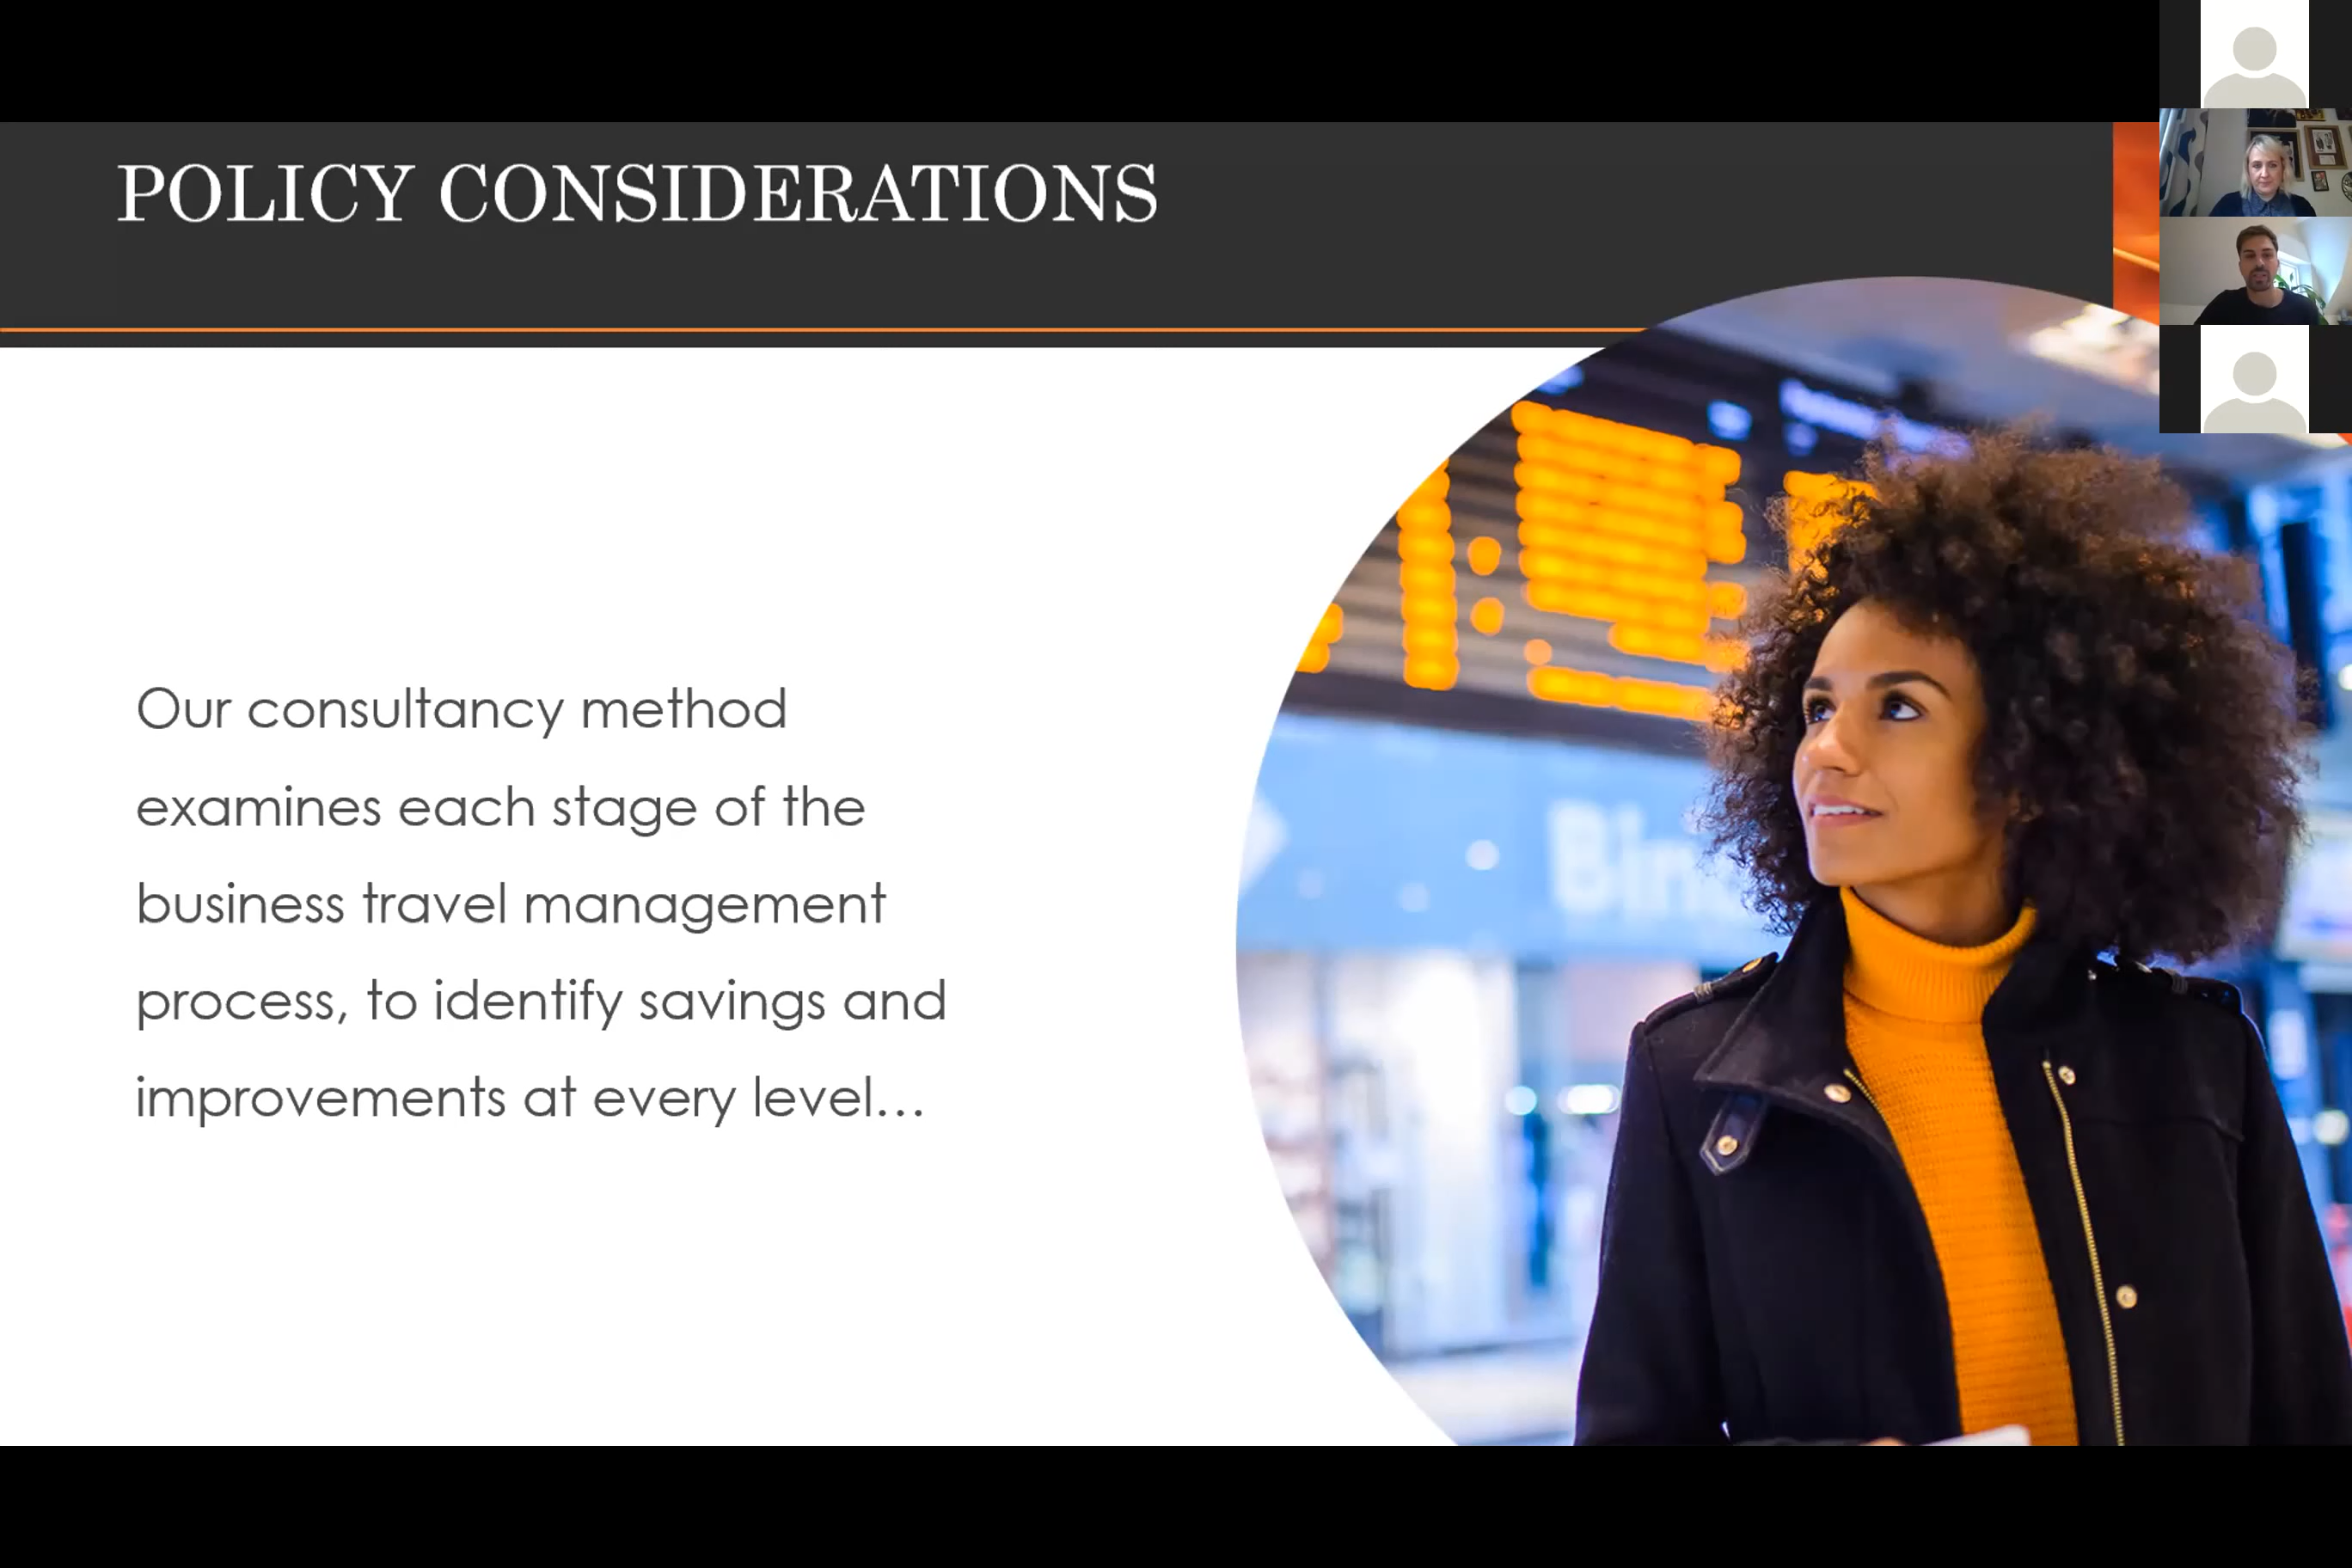 POLICY CONSIDERATIONS
Our consultancy method
examines each stage of the
business travel management
process, to identify savings and
improvements at every level...